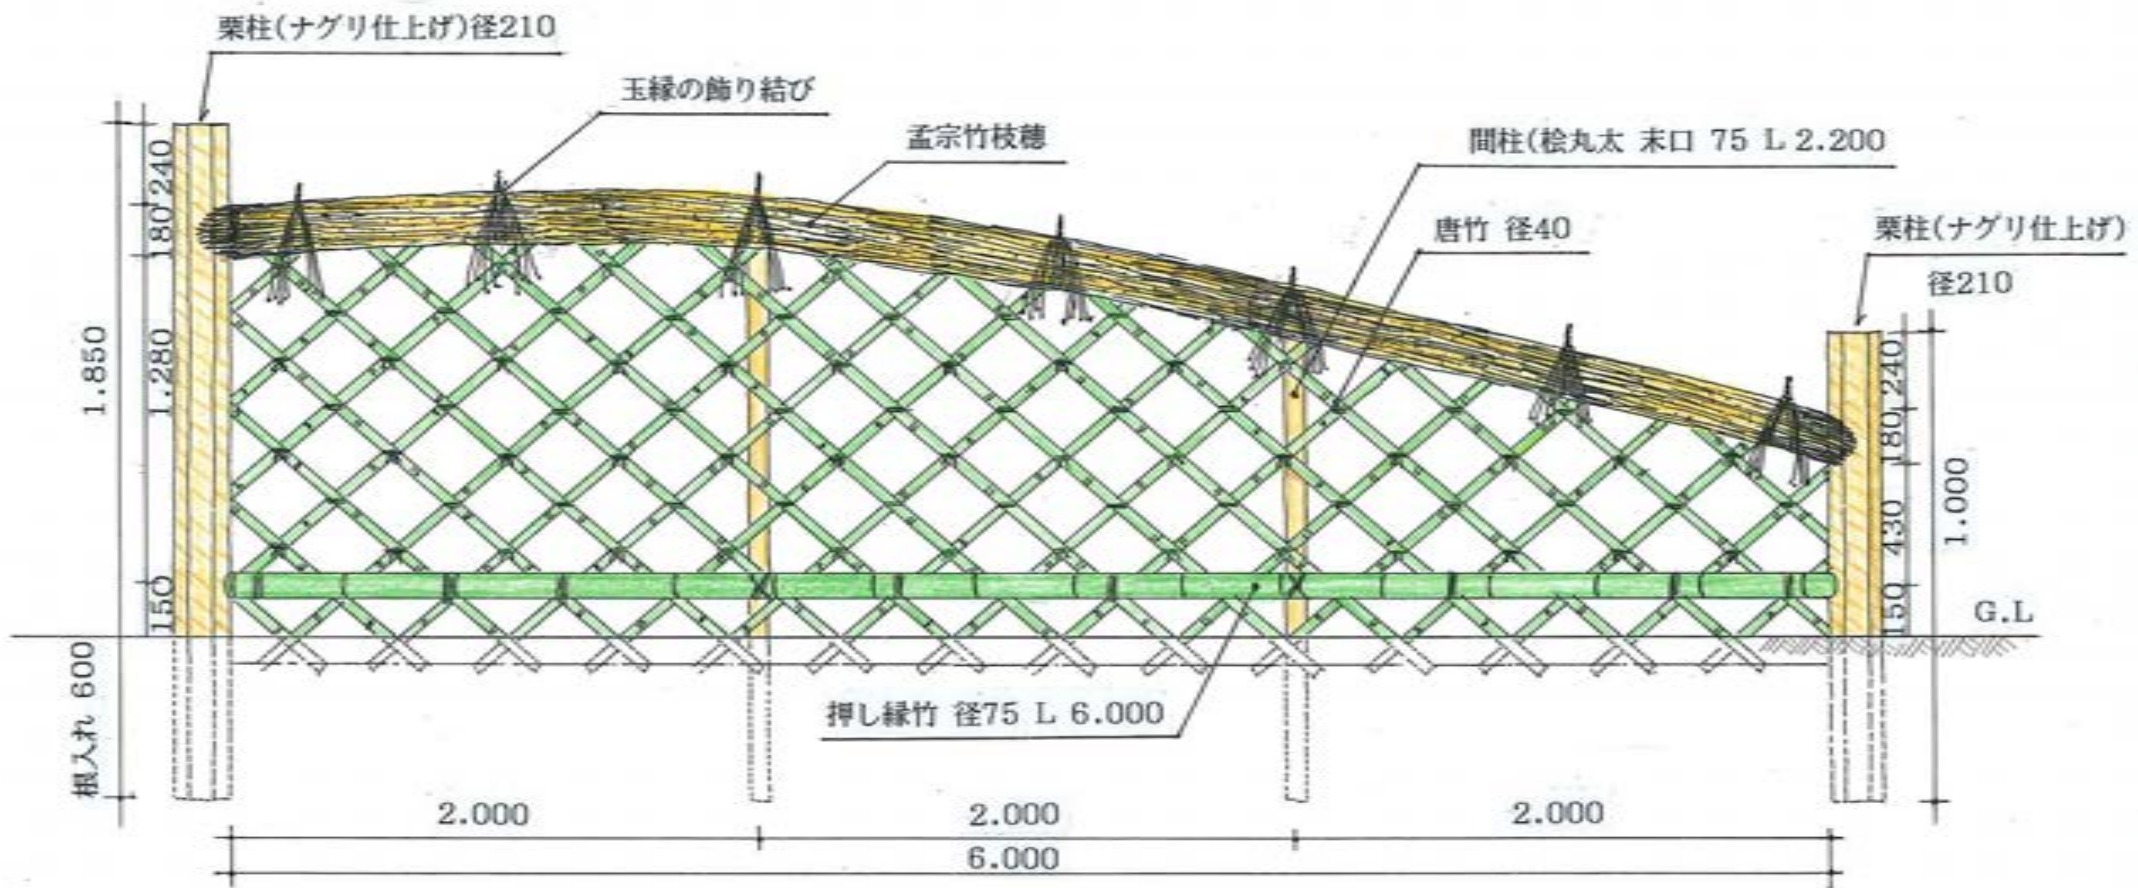 栗柱(ナグリ仕上げ)径210
玉縁の飾り結び
孟宗竹枝穂
間柱(桧丸太 末口 75 L 2.200
唐竹 径40
栗柱(ナグリ仕上げ)
径210
240
180
1.280
150
1.850
根入れ 600
240
180
430
150
1.000
G.L
押し縁竹 径75 L 6.000
2.000
2.000
2.000
6.000